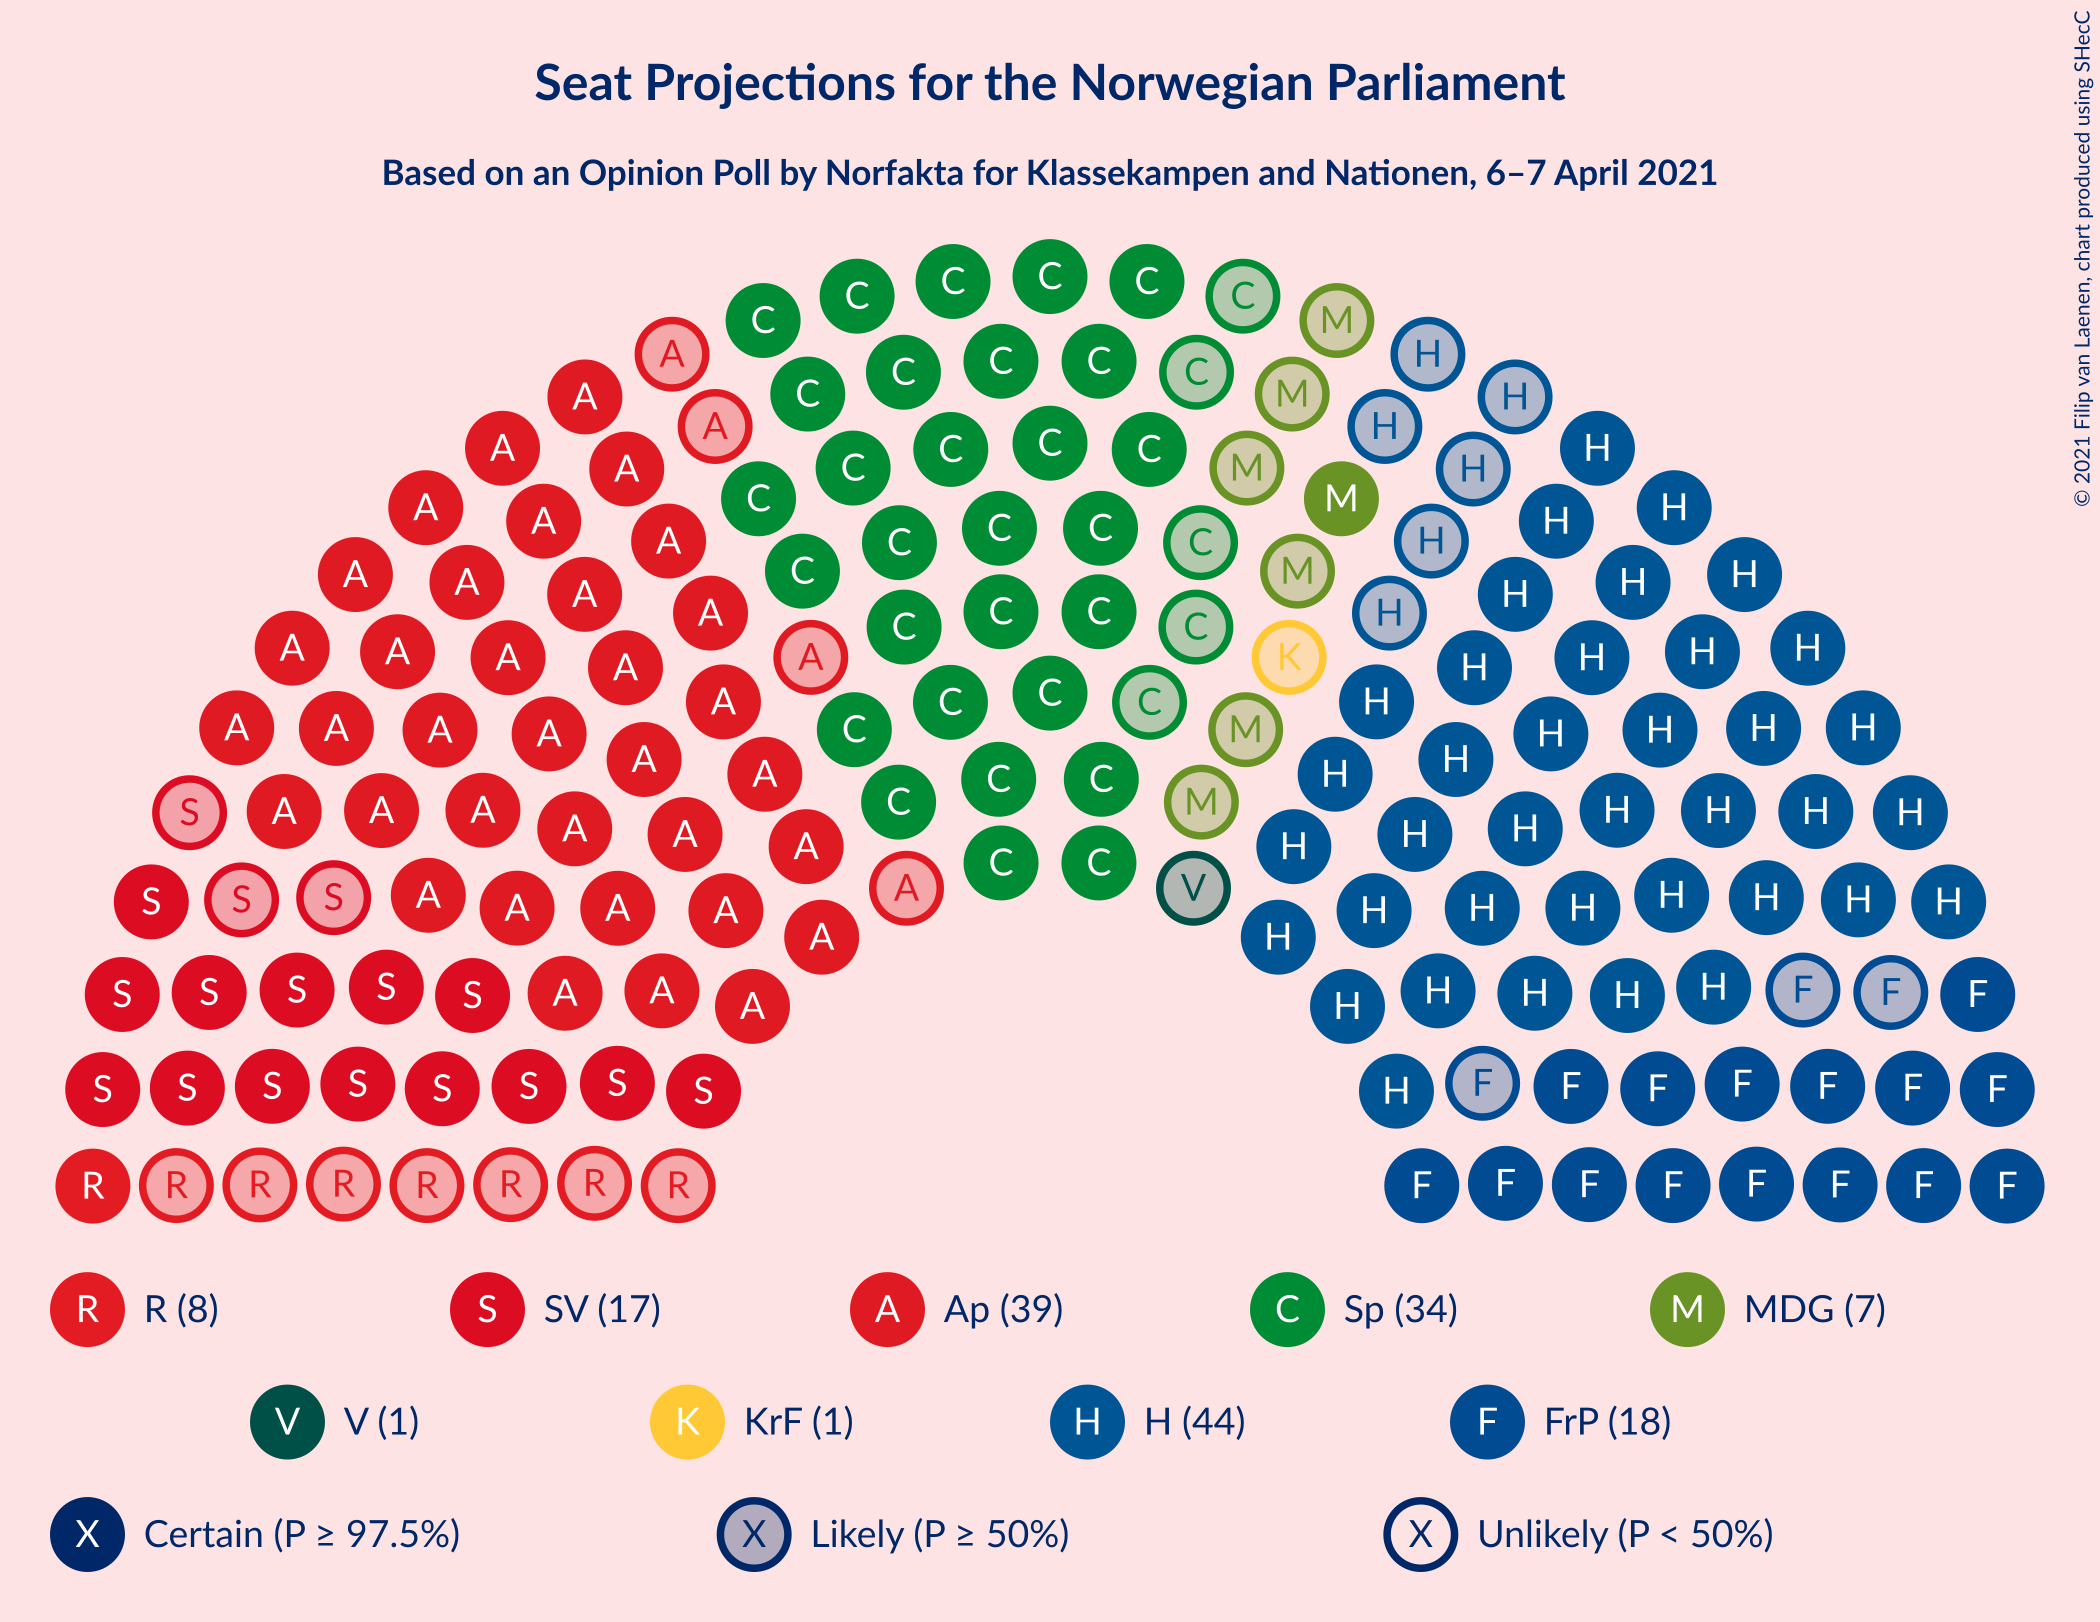 Seat Projections for the Norwegian Parliament
Based on an Opinion Poll by Norfakta for Klassekampen and Nationen, 6–7 April 2021
© 2021 Filip van Laenen, chart produced using SHecC
C C C C C
C M
A C C C C H
A C M H
A A C C C H H
A C M H
A C M H
A A C C C C H H
A A A C M H H H
A C C C C H
A A A A A K H H H H
A C C C H
A A A A C M H H H H
A A C C H H
S A A A A A C M H H H H H H
A C C H
S S S A A A A A V H H H H H H H
A H
S S S S S A A A H H H H H F F F
S S S S S S S S H F F F F F F F
R R R R R R R R F F F F F F F F
R R (8) S SV (17) A Ap (39) C Sp (34) M MDG (7)
V V (1) K KrF (1) H H (44) F FrP (18)
X Certain (P ≥ 97.5%) X Likely (P ≥ 50%) X Unlikely (P < 50%)